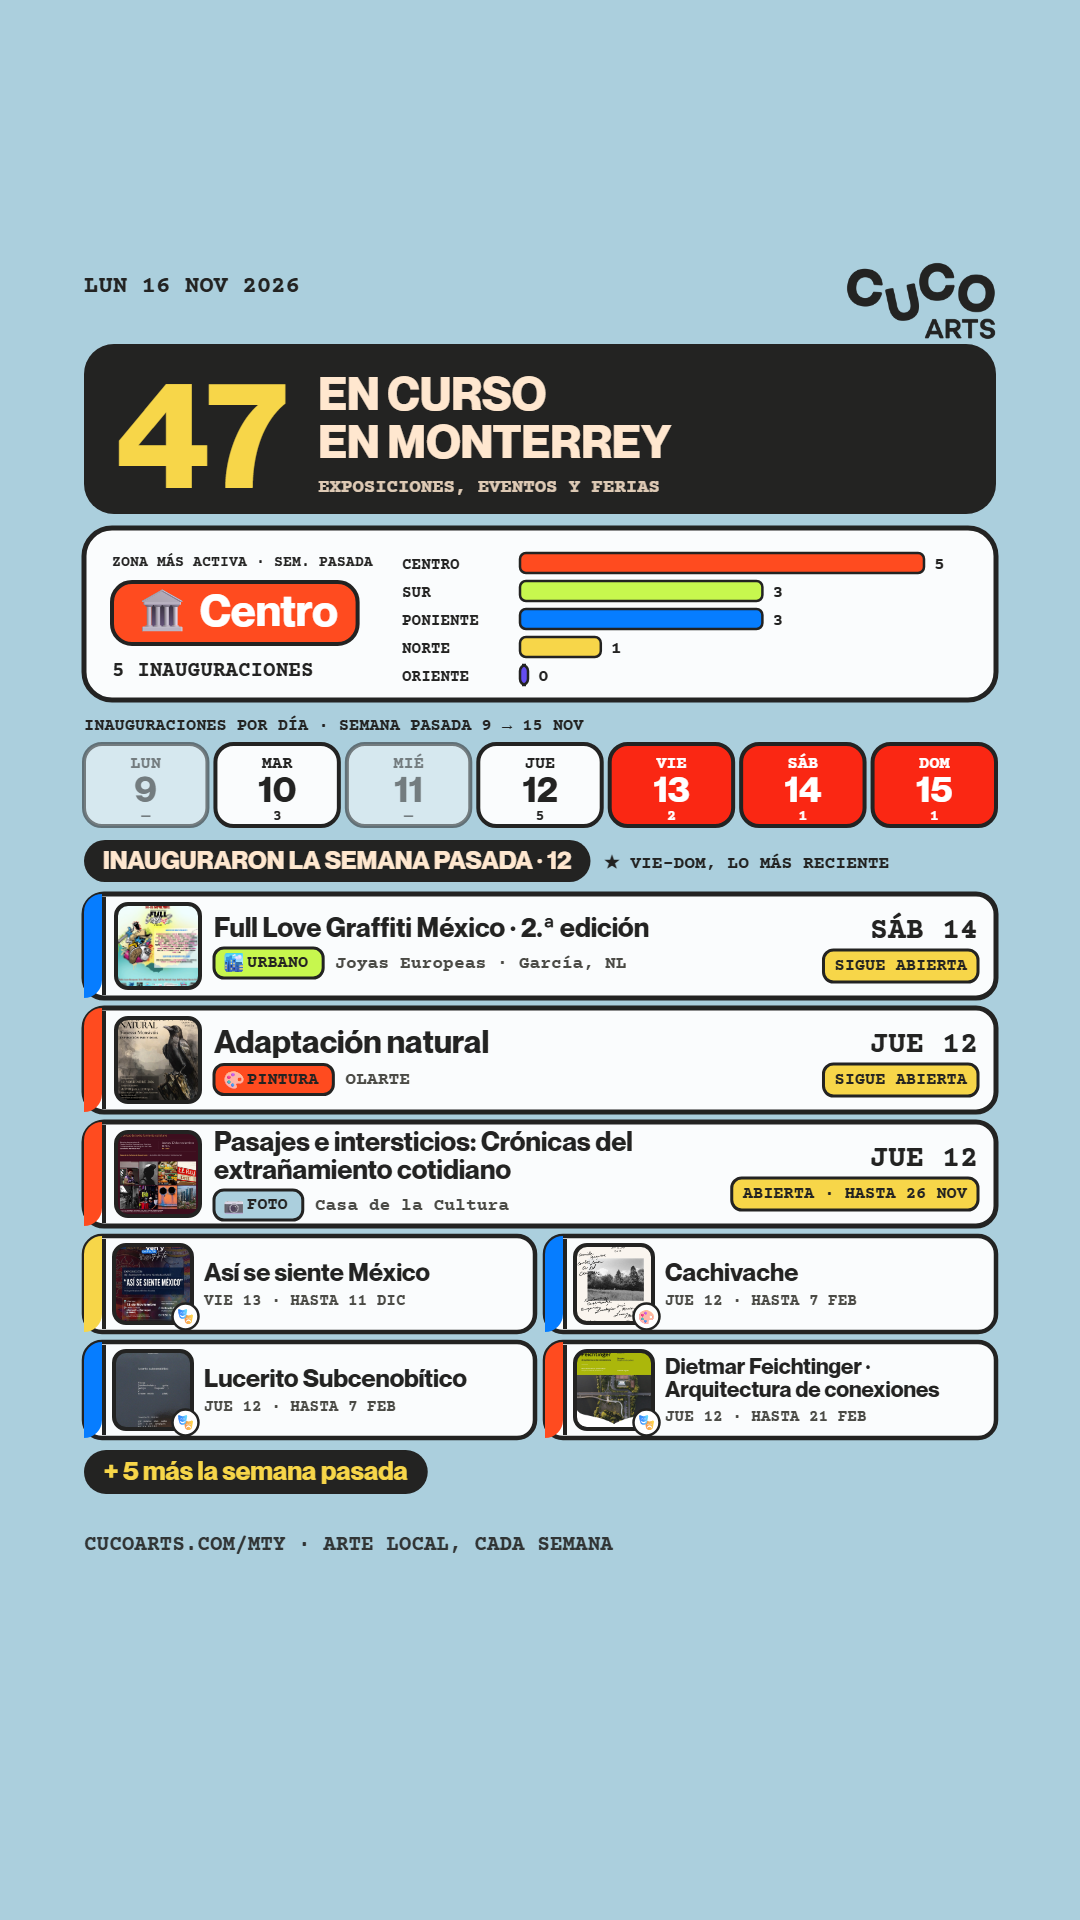 LUN 16 NOV 2026
CUCO
ARTS
47
EN CURSO
EN MONTERREY
EXPOSICIONES, EVENTOS Y FERIAS
ZONA MÁS ACTIVA · SEM. PASADA
Centro
5 INAUGURACIONES
CENTRO 5
SUR 3
PONIENTE 3
NORTE 1
ORIENTE 0
INAUGURACIONES POR DÍA · SEMANA PASADA 9 → 15 NOV
LUN 9 —
MAR 10 3
MIÉ 11 —
JUE 12 5
VIE 13 2
SÁB 14 1
DOM 15 1
INAUGURARON LA SEMANA PASADA · 12
★ VIE–DOM, LO MÁS RECIENTE
Full Love Graffiti México · 2.ª edición
URBANO Joyas Europeas · García, NL
SÁB 14
SIGUE ABIERTA
Adaptación natural
PINTURA OLARTE
JUE 12
SIGUE ABIERTA
NATURAL
Pasajes e intersticios: Crónicas del
extrañamiento cotidiano
FOTO Casa de la Cultura
JUE 12
ABIERTA · HASTA 26 NOV
"ASÍ SE SIENTE MÉXICO"
Así se siente México
VIE 13 · HASTA 11 DIC
Cachivache
JUE 12 · HASTA 7 FEB
Lucerito Subcenobítico
JUE 12 · HASTA 7 FEB
Feichtinger
Dietmar Feichtinger ·
Arquitectura de conexiones
JUE 12 · HASTA 21 FEB
+ 5 más la semana pasada
CUCOARTS.COM/MTY · ARTE LOCAL, CADA SEMANA